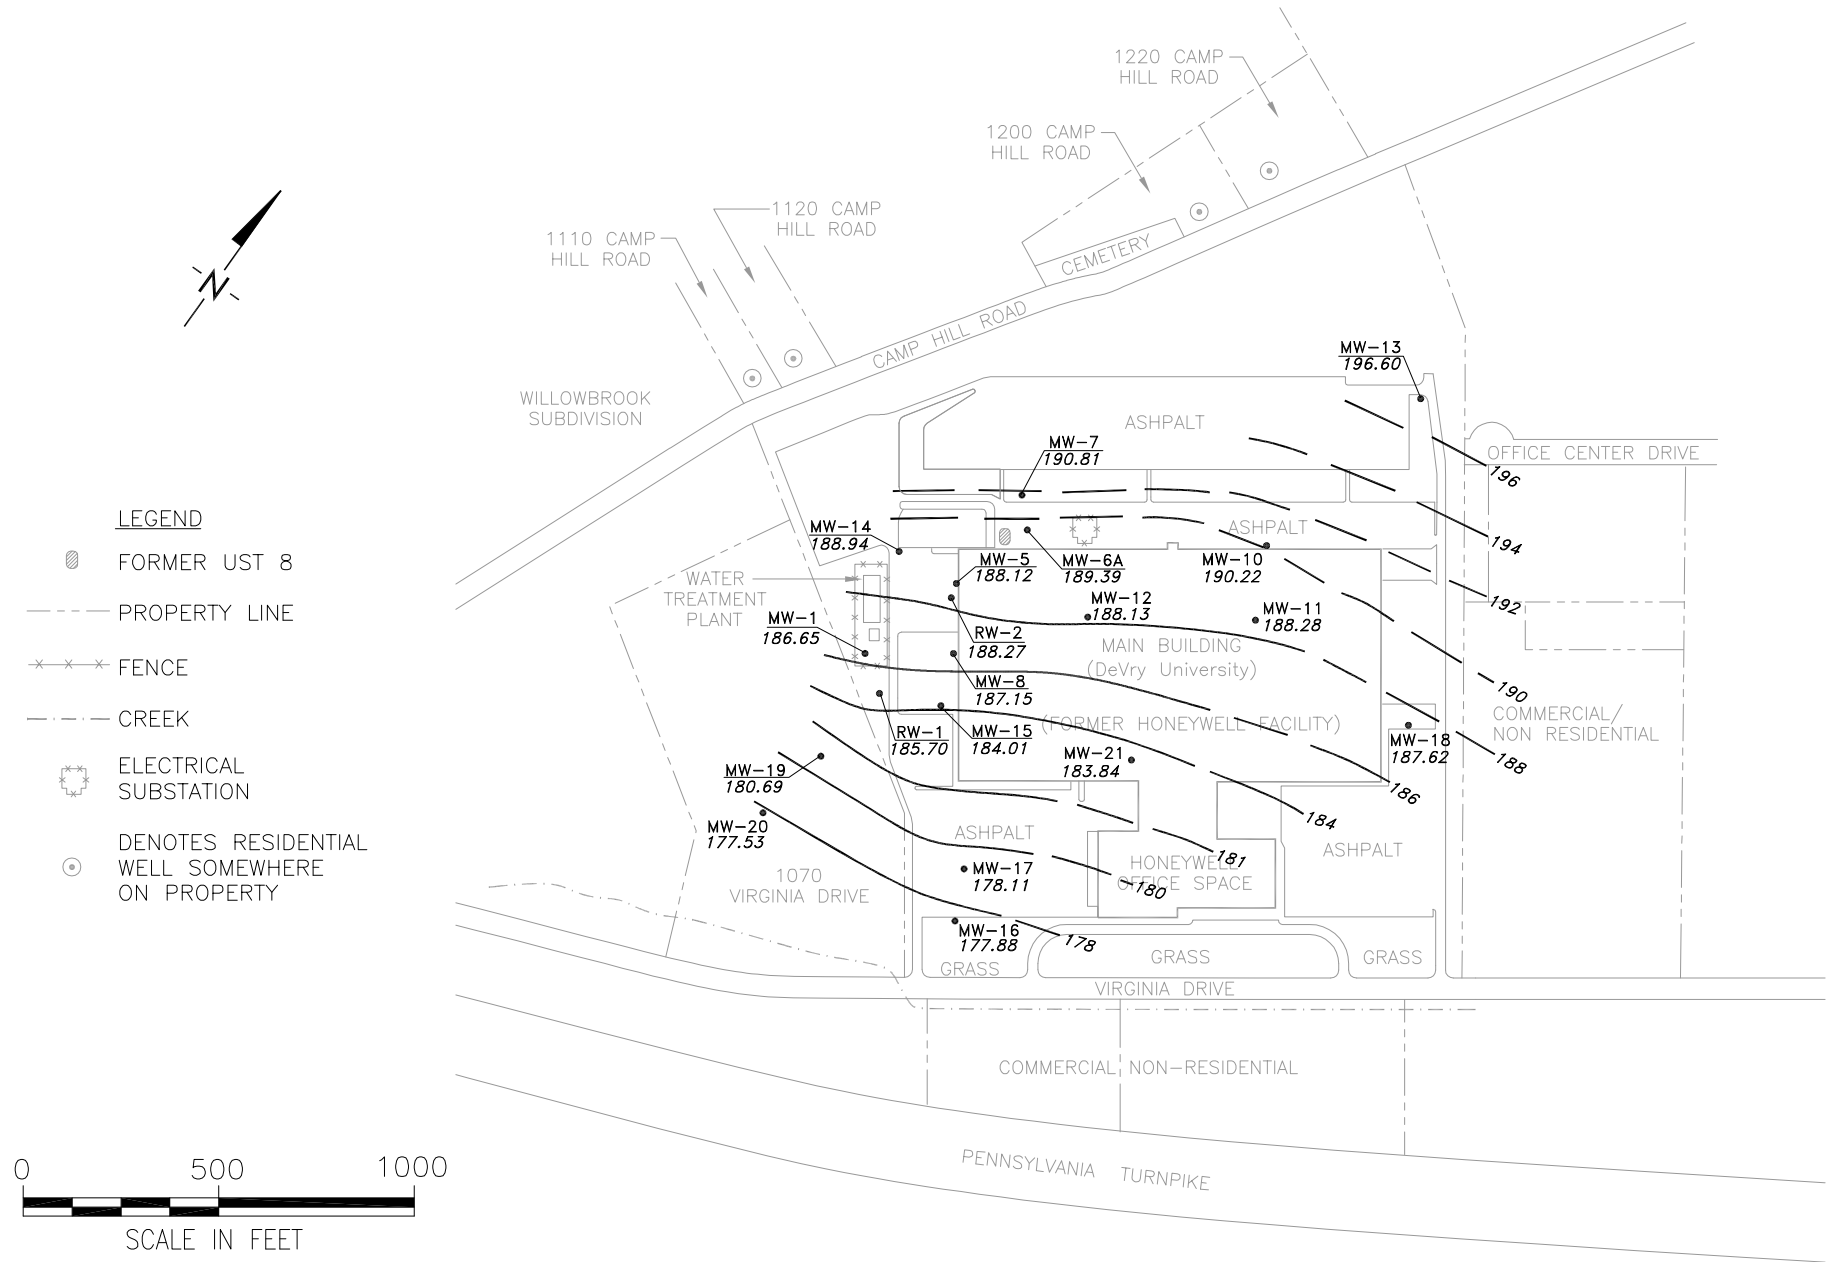 1220 CAMP
HILL ROAD
1200 CAMP
HILL ROAD
1120 CAMP
HILL ROAD
1110 CAMP
HILL ROAD
N
CEMETERY
CAMP HILL ROAD
WILLOWBROOK
SUBDIVISION
MW-13
196.60
ASHPALT
MW-7
190.81
OFFICE CENTER DRIVE
196
LEGEND
FORMER UST 8
PROPERTY LINE
FENCE
CREEK
ELECTRICAL
SUBSTATION
DENOTES RESIDENTIAL
WELL SOMEWHERE
ON PROPERTY
MW-14
188.94
ASHPALT
194
MW-5
188.12
MW-6A
189.39
MW-10
190.22
WATER
TREATMENT
PLANT
192
MW-12
188.13
MW-11
188.28
MW-1
186.65
RW-2
188.27
MAIN BUILDING
(DeVry University)
MW-8
187.15
190
(FORMER HONEYWELL FACILITY)
COMMERCIAL/
NON RESIDENTIAL
RW-1
185.70
MW-15
184.01
MW-18
187.62
188
MW-21
183.84
MW-19
180.69
186
184
MW-20
177.53
ASHPALT
181
ASHPALT
HONEYWELL
OFFICE SPACE
180
MW-17
178.11
1070
VIRGINIA DRIVE
MW-16
177.88
178
GRASS
GRASS
GRASS
VIRGINIA DRIVE
COMMERCIAL NON-RESIDENTIAL
PENNSYLVANIA TURNPIKE
0 500 1000
SCALE IN FEET